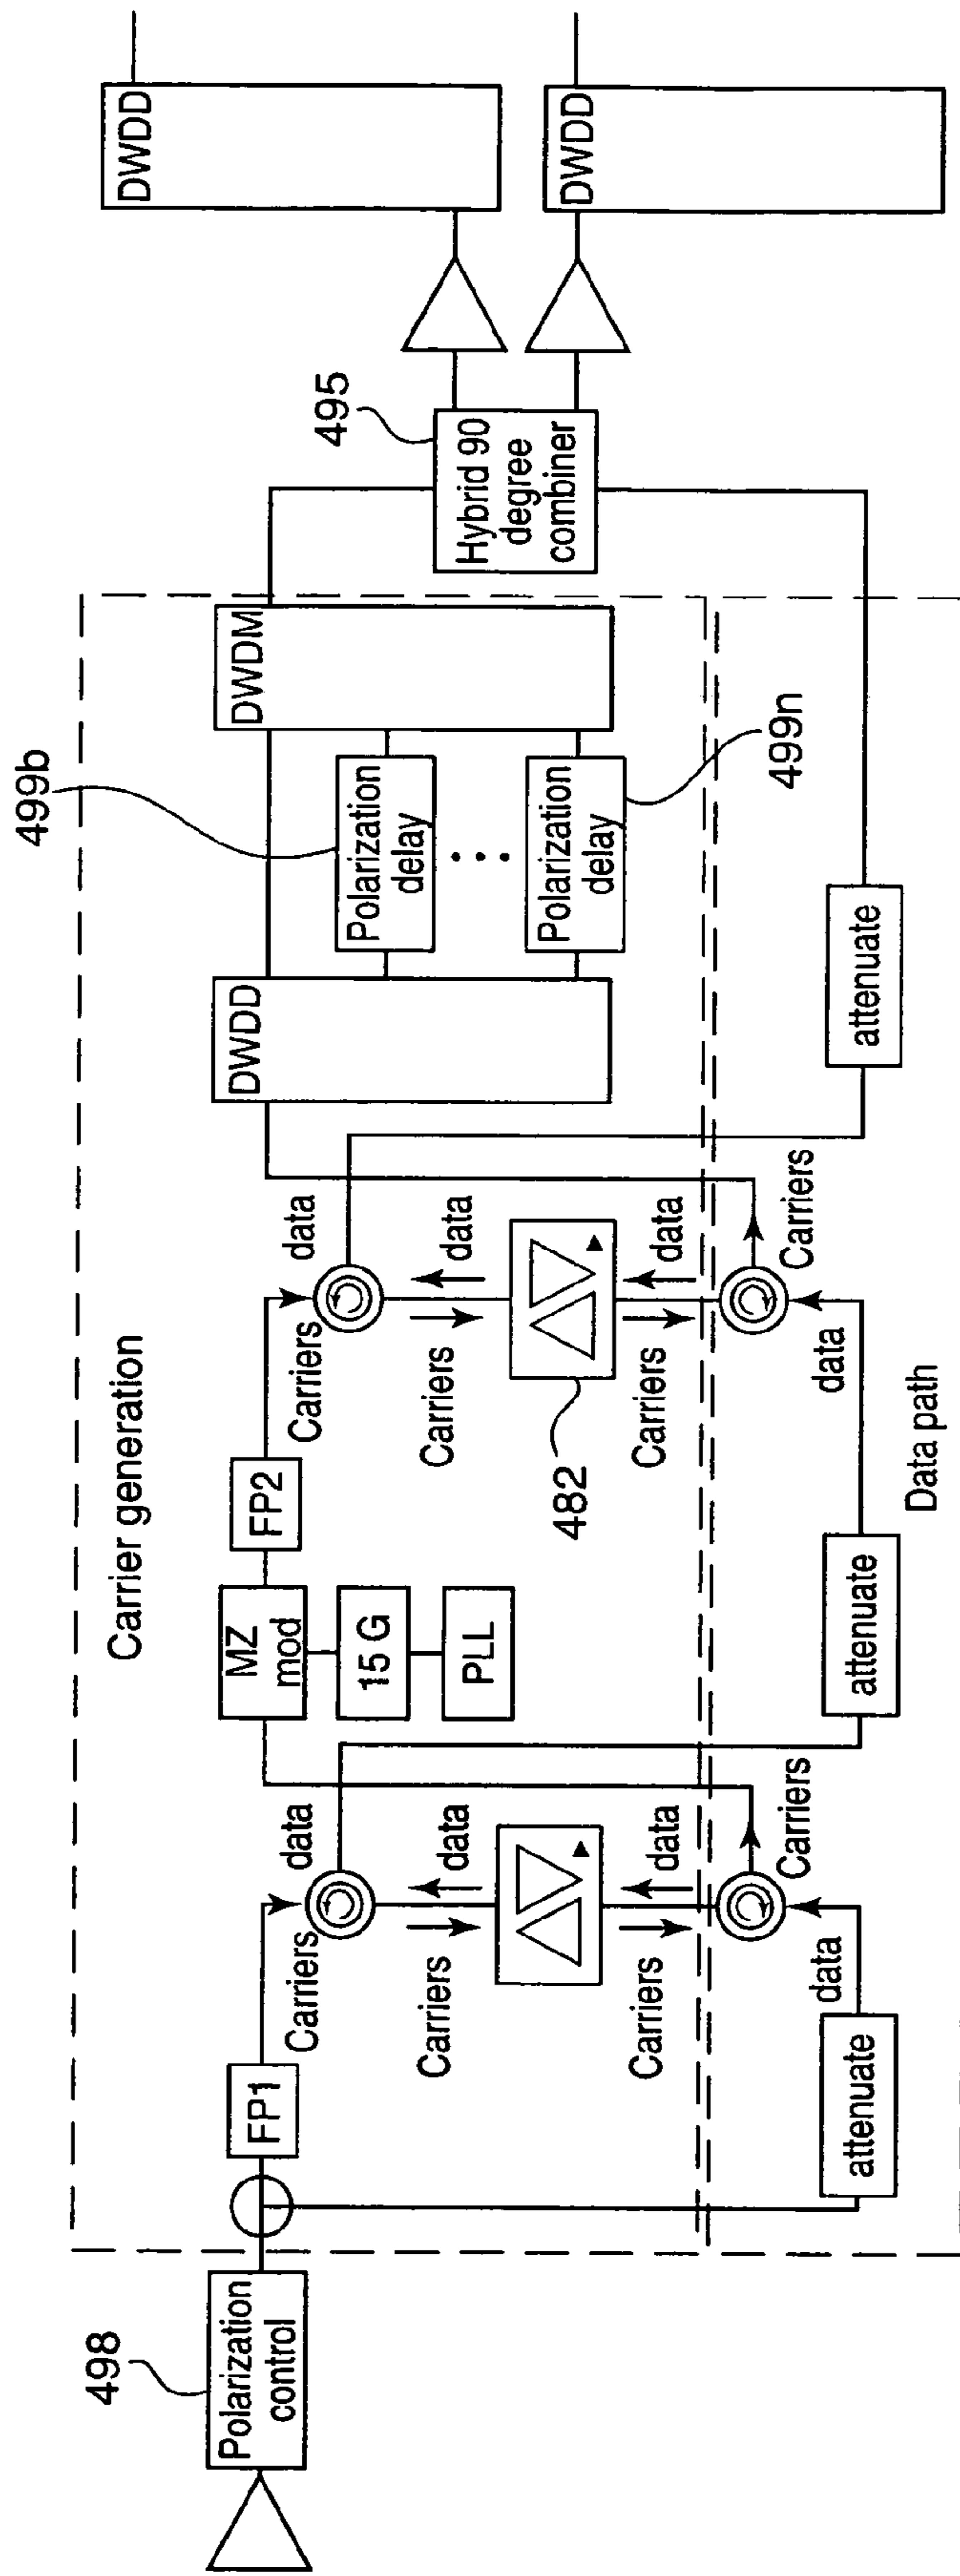 498
Polarization
control
Carrier generation
FP1
Carriers
data
Carriers
data
Carriers
data
Carriers
data
attenuate
MZ
mod
15 G
PLL
FP2
Carriers
data
Carriers
data
482
Carriers
data
Carriers
data
attenuate
Data path
DWDD
499b
Polarization
delay
Polarization
delay
499n
DWDM
attenuate
495
Hybrid 90
degree
combiner
DWDD
DWDD